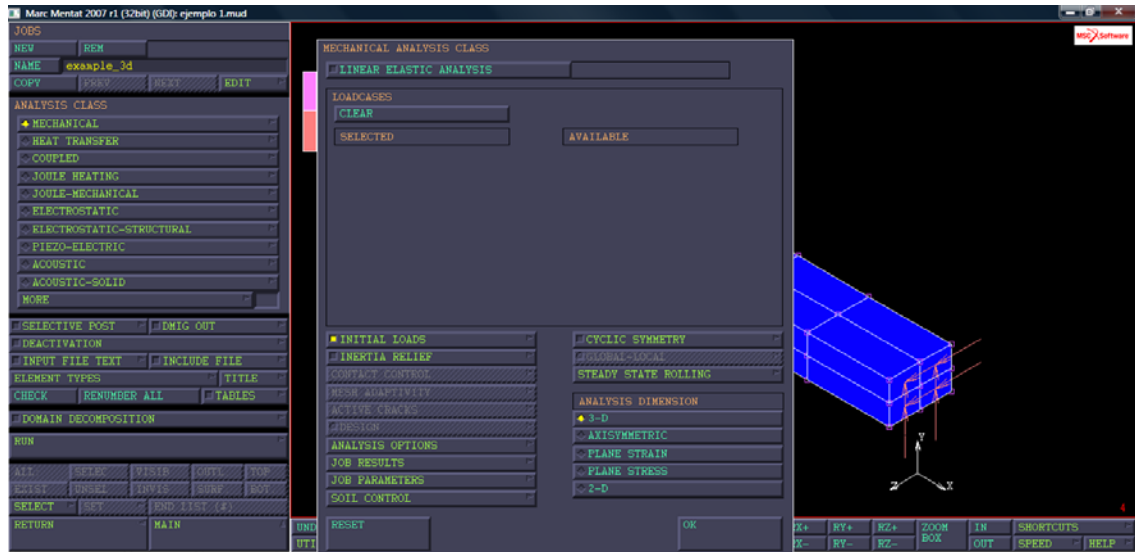 Marc Mentat 2007 r1 (32bit) (GDI): ejemplo 1.mud
JOBS
NEW REM
NAME example_3d
COPY PREV NEXT EDIT
ANALYSIS CLASS
MECHANICAL
HEAT TRANSFER
COUPLED
JOULE HEATING
JOULE-MECHANICAL
ELECTROSTATIC
ELECTROSTATIC-STRUCTURAL
PIEZO-ELECTRIC
ACOUSTIC
ACOUSTIC-SOLID
MORE
SELECTIVE POST DMIG OUT
DEACTIVATION
INPUT FILE TEXT INCLUDE FILE
ELEMENT TYPES TITLE
CHECK RENUMBER ALL TABLES
DOMAIN DECOMPOSITION
RUN
ALL SELEC VISIB OUTL TOP
EXIST UNSEL INVIS SURF BOT
SELECT SET END LIST (#)
RETURN MAIN
MECHANICAL ANALYSIS CLASS
LINEAR ELASTIC ANALYSIS
LOADCASES
CLEAR
SELECTED AVAILABLE
INITIAL LOADS
INERTIA RELIEF
CONTACT CONTROL
MESH ADAPTIVITY
ACTIVE CRACKS
DESIGN
ANALYSIS OPTIONS
JOB RESULTS
JOB PARAMETERS
SOIL CONTROL
CYCLIC SYMMETRY
GLOBAL-LOCAL
STEADY STATE ROLLING
ANALYSIS DIMENSION
3-D
AXISYMMETRIC
PLANE STRAIN
PLANE STRESS
2-D
RESET OK
MSC Software
Y
Z X
4
UND
UTI
X+ RY+ RZ+ ZOOM BOX IN SHORTCUTS
X- RY- RZ- OUT SPEED HELP